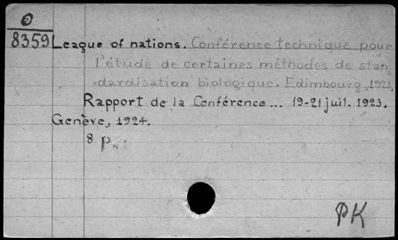 O
8359 League of nations. Conférence technique pour
l'étude de certaines méthodes de stan
dardisation biologique. Edimbourg, 1923.
Rapport de la Conférence... 19-21 juil. 1923.
Genève, 1924.
8 p.
PK